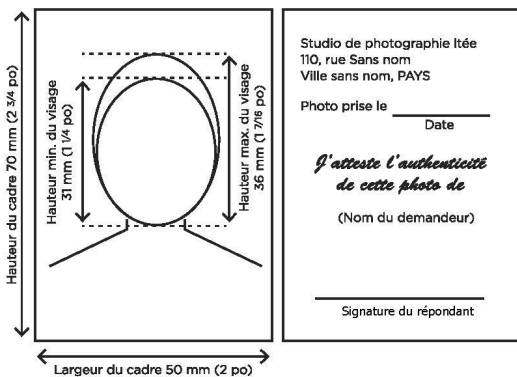 Hauteur du cadre 70 mm (2 3/4 po)
Hauteur min. du visage
31 mm (1 1/4 po)
Hauteur max. du visage
36 mm (1 7/16 po)
Largeur du cadre 50 mm (2 po)
Studio de photographie ltée
110, rue Sans nom
Ville sans nom, PAYS
Photo prise le
Date
J'atteste l'authenticité
de cette photo de
(Nom du demandeur)
Signature du répondant